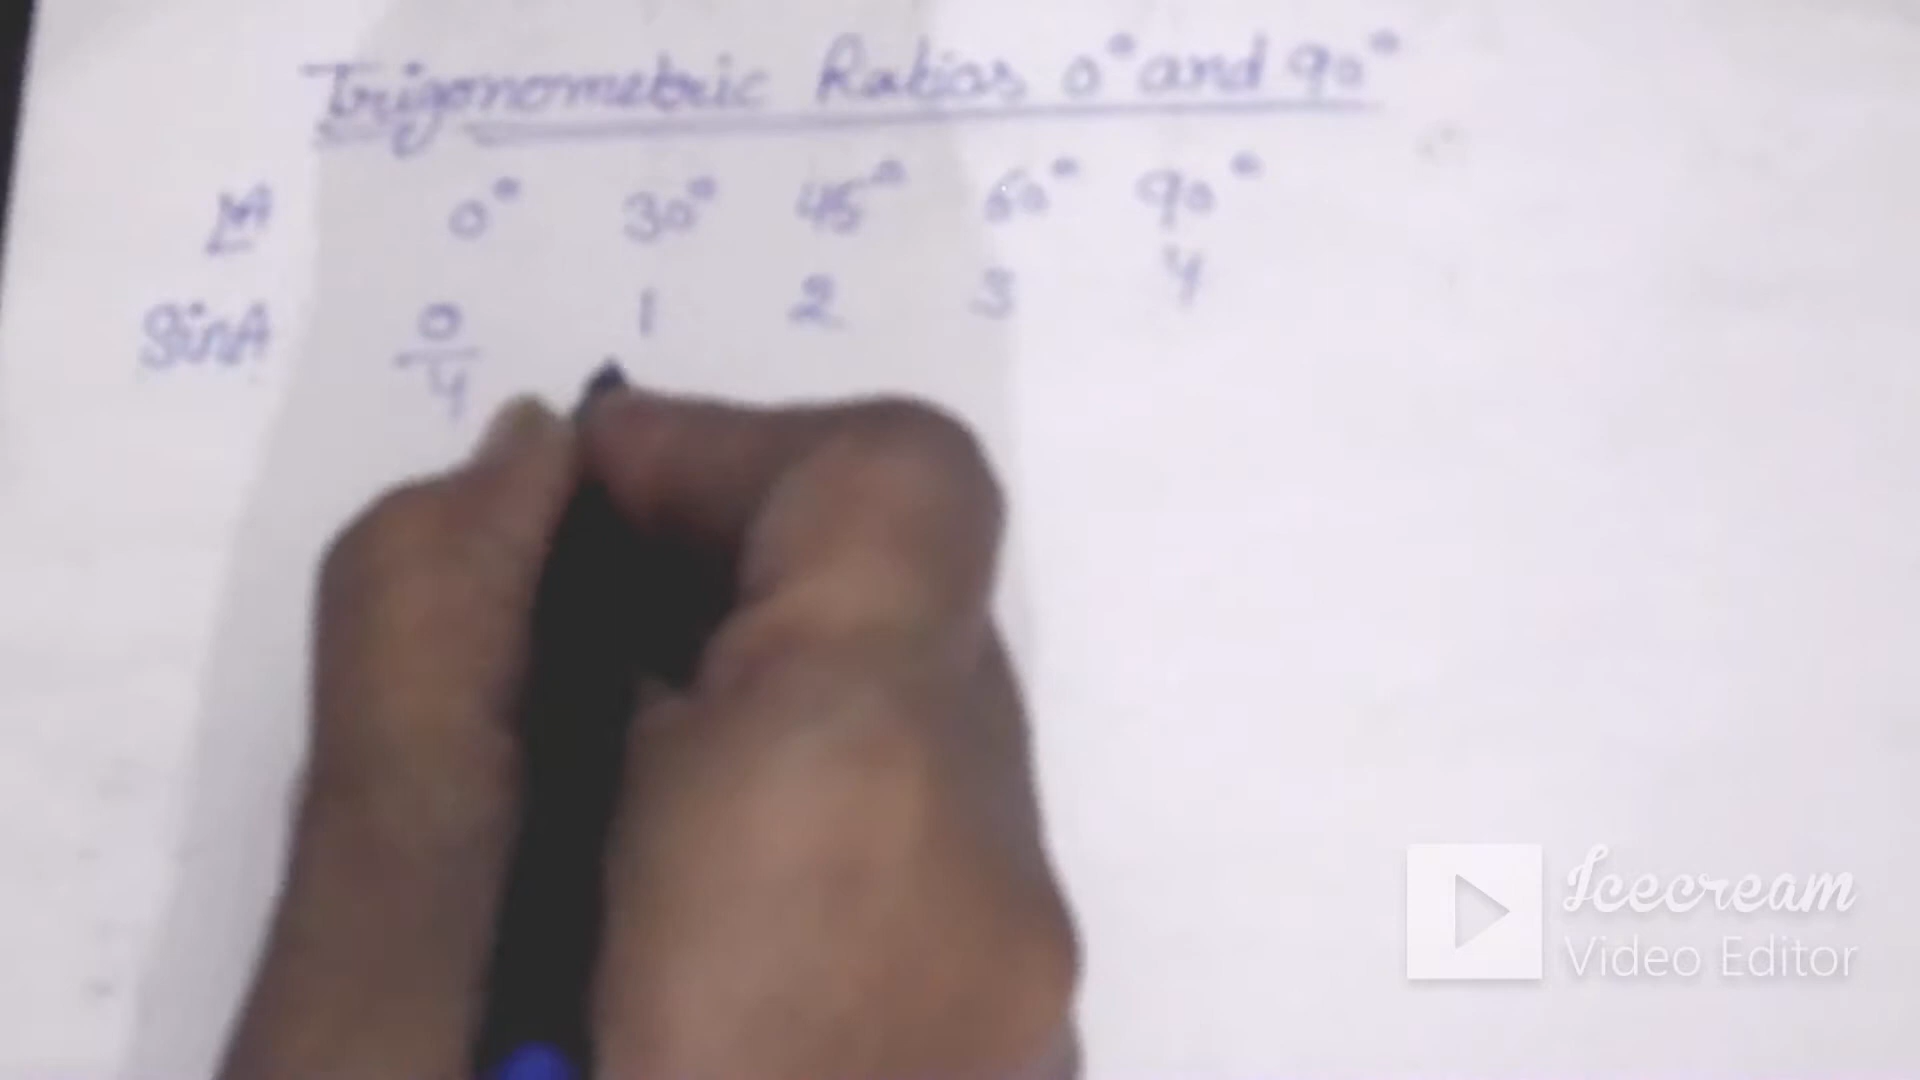 Trigonometric Ratios 0° and 90°
∠A 0° 30° 45° 60° 90°
SinA 0/4 1 2 3 4
Icecream
Video Editor